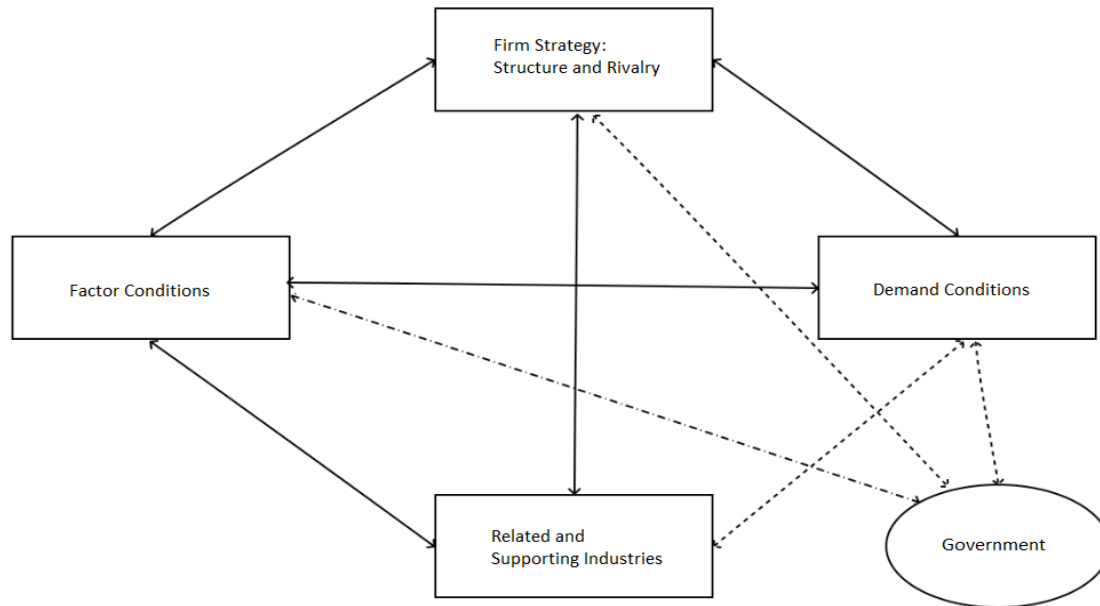 Firm Strategy:
Structure and Rivalry
Factor Conditions
Demand Conditions
Related and
Supporting Industries
Government